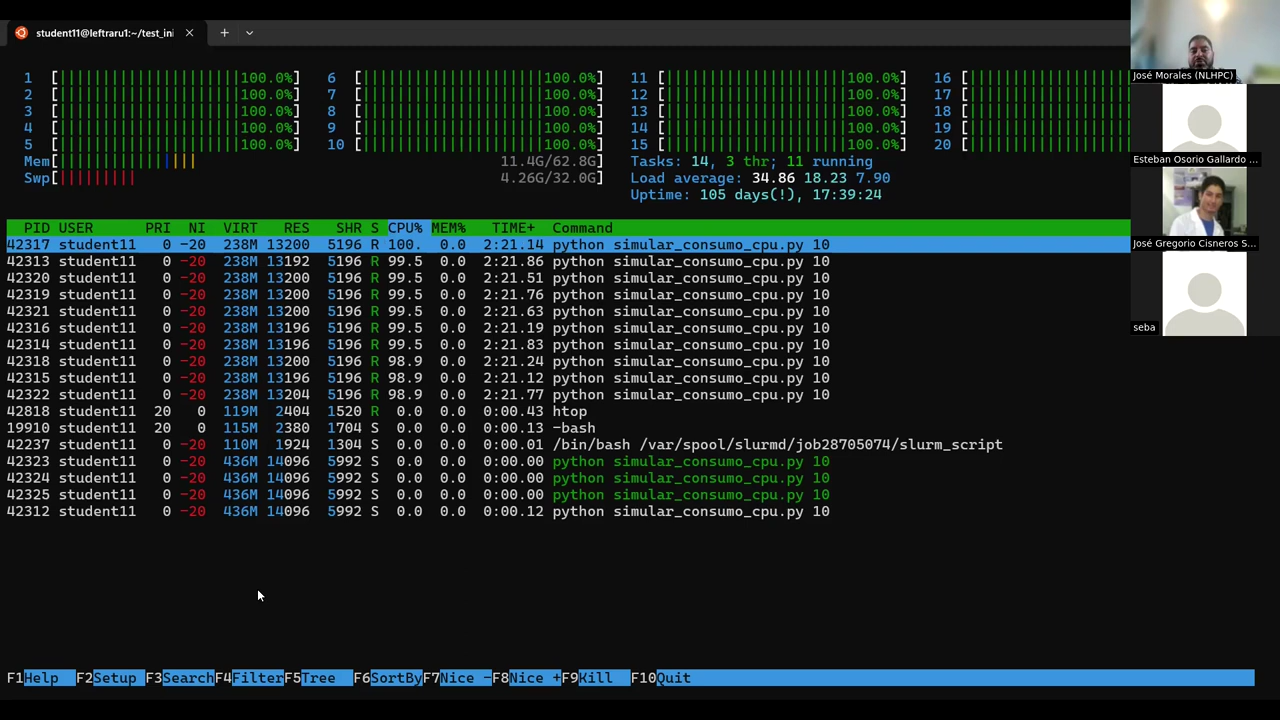 student11@leftraru1:~/test_ini
1 [||||||||||||||||||||||100.0%] 6 [||||||||||||||||||||||100.0%] 11 [||||||||||||||||||||||100.0%] 16 [||||||||||||||||||||
2 [||||||||||||||||||||||100.0%] 7 [||||||||||||||||||||||100.0%] 12 [||||||||||||||||||||||100.0%] 17 [||||||||||||||||||||
3 [||||||||||||||||||||||100.0%] 8 [||||||||||||||||||||||100.0%] 13 [||||||||||||||||||||||100.0%] 18 [||||||||||||||||||||
4 [||||||||||||||||||||||100.0%] 9 [||||||||||||||||||||||100.0%] 14 [||||||||||||||||||||||100.0%] 19 [||||||||||||||||||||
5 [||||||||||||||||||||||100.0%] 10 [||||||||||||||||||||||100.0%] 15 [||||||||||||||||||||||100.0%] 20 [||||||||||||||||||||
Mem[|||||||||||||||| 11.4G/62.8G] Tasks: 14, 3 thr; 11 running
Swp[||||||||| 4.26G/32.0G] Load average: 34.86 18.23 7.90
Uptime: 105 days(!), 17:39:24
PID USER PRI NI VIRT RES SHR S CPU% MEM% TIME+ Command
42317 student11 0 -20 238M 13200 5196 R 100. 0.0 2:21.14 python simular_consumo_cpu.py 10
42313 student11 0 -20 238M 13192 5196 R 99.5 0.0 2:21.86 python simular_consumo_cpu.py 10
42320 student11 0 -20 238M 13200 5196 R 99.5 0.0 2:21.51 python simular_consumo_cpu.py 10
42319 student11 0 -20 238M 13200 5196 R 99.5 0.0 2:21.76 python simular_consumo_cpu.py 10
42321 student11 0 -20 238M 13200 5196 R 99.5 0.0 2:21.63 python simular_consumo_cpu.py 10
42316 student11 0 -20 238M 13196 5196 R 99.5 0.0 2:21.19 python simular_consumo_cpu.py 10
42314 student11 0 -20 238M 13196 5196 R 99.5 0.0 2:21.83 python simular_consumo_cpu.py 10
42318 student11 0 -20 238M 13200 5196 R 98.9 0.0 2:21.24 python simular_consumo_cpu.py 10
42315 student11 0 -20 238M 13196 5196 R 98.9 0.0 2:21.12 python simular_consumo_cpu.py 10
42322 student11 0 -20 238M 13204 5196 R 98.9 0.0 2:21.77 python simular_consumo_cpu.py 10
42818 student11 20 0 119M 2404 1520 R 0.0 0.0 0:00.43 htop
19910 student11 20 0 115M 2380 1704 S 0.0 0.0 0:00.13 -bash
42237 student11 0 -20 110M 1924 1304 S 0.0 0.0 0:00.01 /bin/bash /var/spool/slurmd/job28705074/slurm_script
42323 student11 0 -20 436M 14096 5992 S 0.0 0.0 0:00.00 python simular_consumo_cpu.py 10
42324 student11 0 -20 436M 14096 5992 S 0.0 0.0 0:00.00 python simular_consumo_cpu.py 10
42325 student11 0 -20 436M 14096 5992 S 0.0 0.0 0:00.00 python simular_consumo_cpu.py 10
42312 student11 0 -20 436M 14096 5992 S 0.0 0.0 0:00.12 python simular_consumo_cpu.py 10
F1Help F2Setup F3Search F4Filter F5Tree F6SortBy F7Nice - F8Nice + F9Kill F10Quit
José Morales (NLHPC)
Esteban Osorio Gallardo ...
José Gregorio Cisneros S...
seba